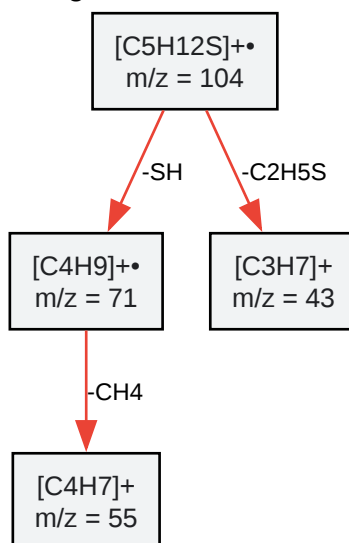 [C5H12S]+•
m/z = 104
-SH
-C2H5S
[C4H9]+•
m/z = 71
[C3H7]+
m/z = 43
-CH4
[C4H7]+
m/z = 55